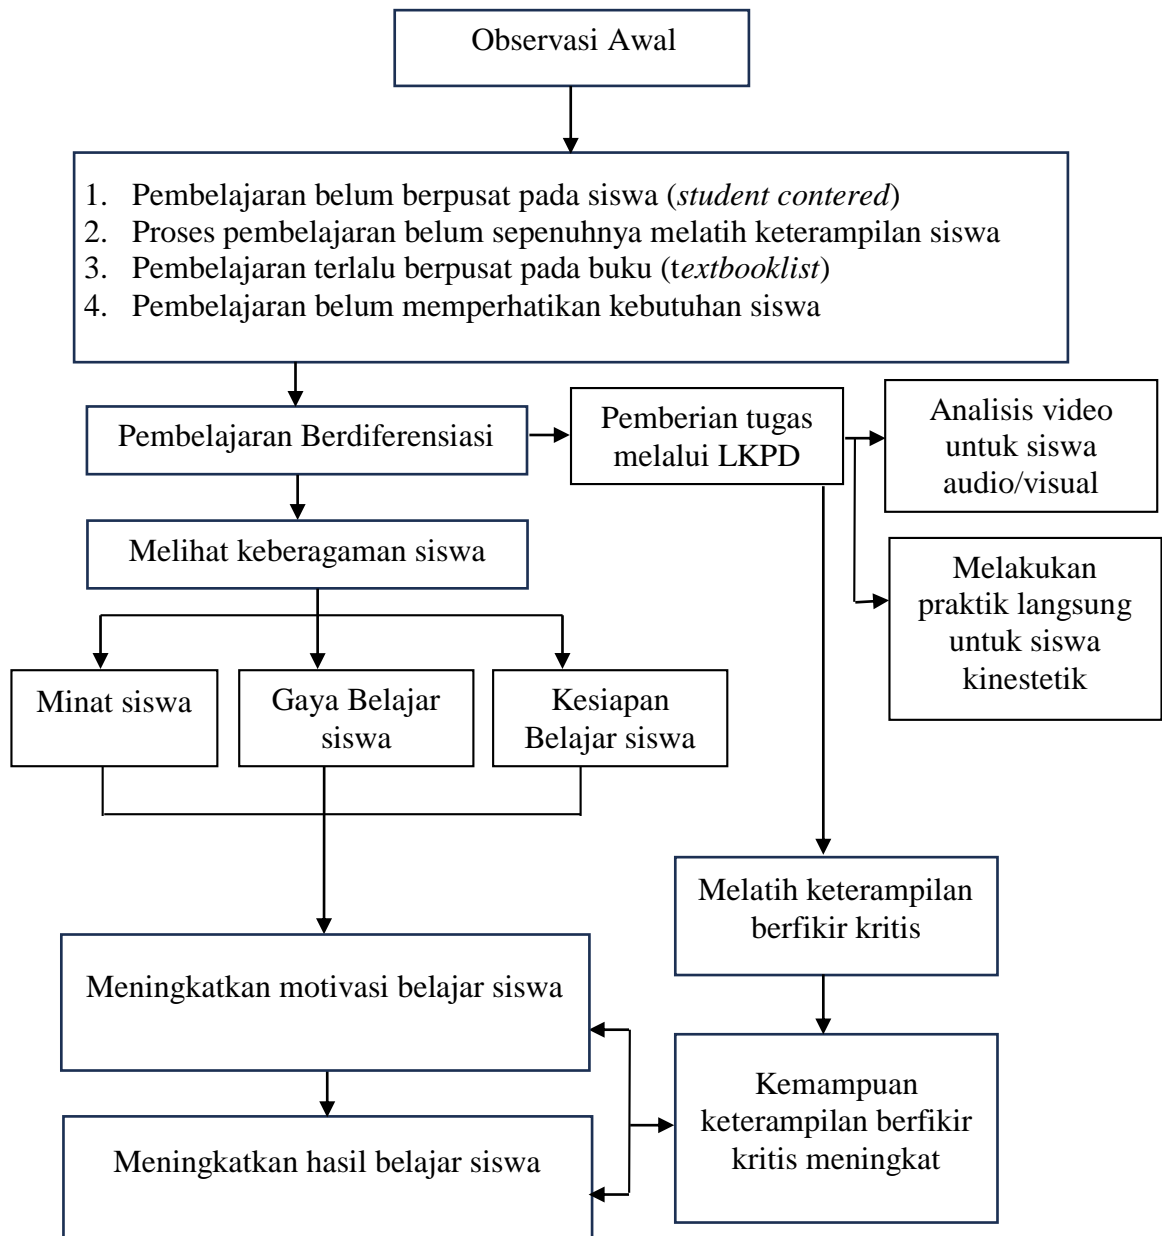 Observasi Awal
1. Pembelajaran belum berpusat pada siswa (student contered)
2. Proses pembelajaran belum sepenuhnya melatih keterampilan siswa
3. Pembelajaran terlalu berpusat pada buku (textbooklist)
4. Pembelajaran belum memperhatikan kebutuhan siswa
Pembelajaran Berdiferensiasi
Pemberian tugas
melalui LKPD
Analisis video
untuk siswa
audio/visual
Melihat keberagaman siswa
Melakukan
praktik langsung
untuk siswa
kinestetik
Minat siswa
Gaya Belajar
siswa
Kesiapan
Belajar siswa
Melatih keterampilan
berfikir kritis
Meningkatkan motivasi belajar siswa
Kemampuan
keterampilan berfikir
kritis meningkat
Meningkatkan hasil belajar siswa